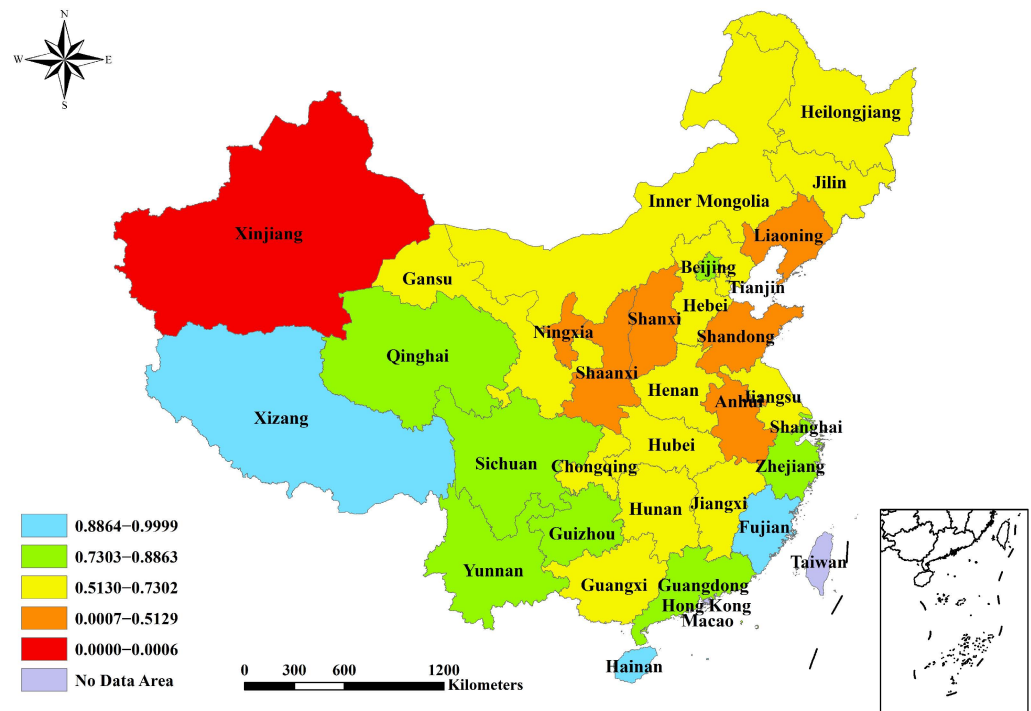 N
W E
S
Heilongjiang
Jilin
Inner Mongolia
Liaoning
Xinjiang
Beijing
Gansu
Tianjin
Hebei
Ningxia
Shanxi
Shandong
Qinghai
Shaanxi
Henan
Anhui
Jiangsu
Xizang
Shanghai
Hubei
Sichuan
Chongqing
Zhejiang
Hunan
Jiangxi
Fujian
Guizhou
Taiwan
Yunnan
Guangxi
Guangdong
Hong Kong
Macao
Hainan
0.8864−0.9999
0.7303−0.8863
0.5130−0.7302
0.0007−0.5129
0.0000−0.0006
No Data Area
0 300 600 1200
Kilometers